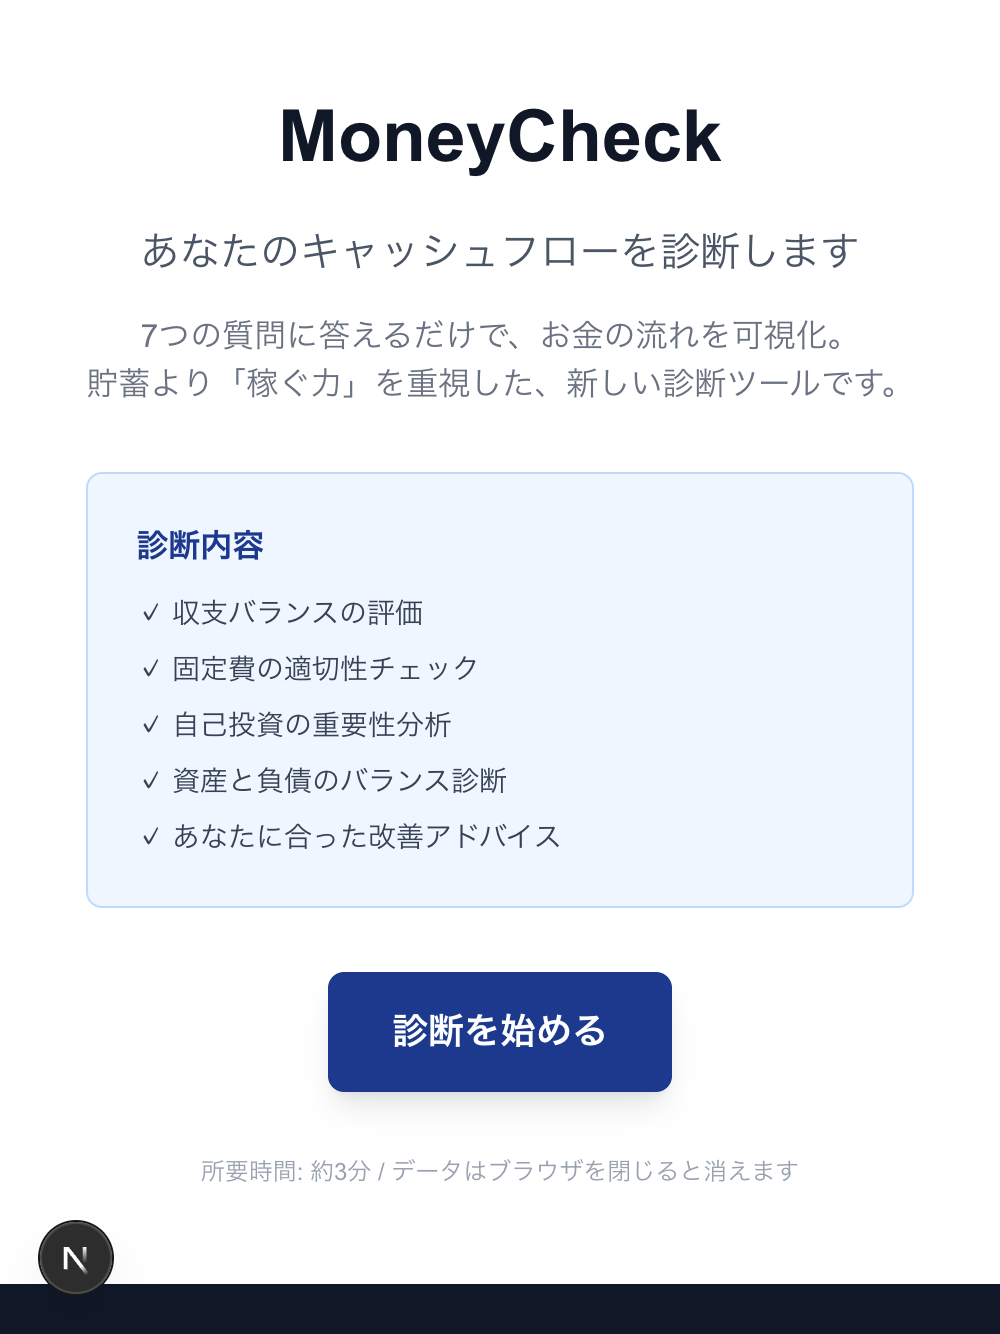 MoneyCheck
あなたのキャッシュフローを診断します
7つの質問に答えるだけで、お金の流れを可視化。
貯蓄より「稼ぐ力」を重視した、新しい診断ツールです。
診断内容
✓ 収支バランスの評価
✓ 固定費の適切性チェック
✓ 自己投資の重要性分析
✓ 資産と負債のバランス診断
✓ あなたに合った改善アドバイス
診断を始める
所要時間: 約3分 / データはブラウザを閉じると消えます
N